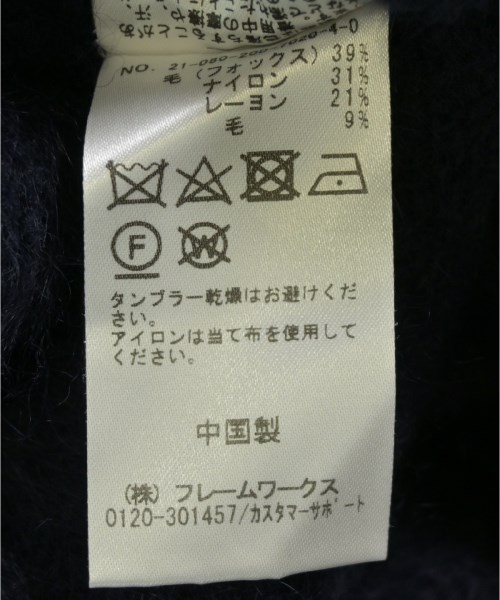 NO. 21-080-200-7020-4-0
毛 (フォックス) 39%
ナイロン 31%
レーヨン 21%
毛 9%
F
W
タンブラー乾燥はお避けくだ
さい。
アイロンは当て布を使用して
ください。
中国製
(株) フレームワークス
0120-301457/カスタマーサポート